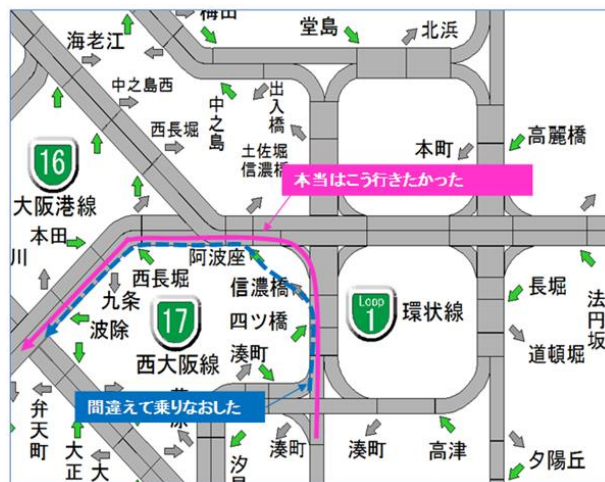 梅田
堂島
北浜
海老江
中之島西
西長堀
中之島
出入橋
土佐堀
信濃橋
本町
高麗橋
16
大阪港線
本当はこう行きたかった
本田
川
西長堀
阿波座
九条
信濃橋
波除
17
西大阪線
四ツ橋
湊町
Loop
1
環状線
長堀
法円坂
道頓堀
間違えて乗りなおした
弁天町
大正
大
湊町
湊町
高津
夕陽丘